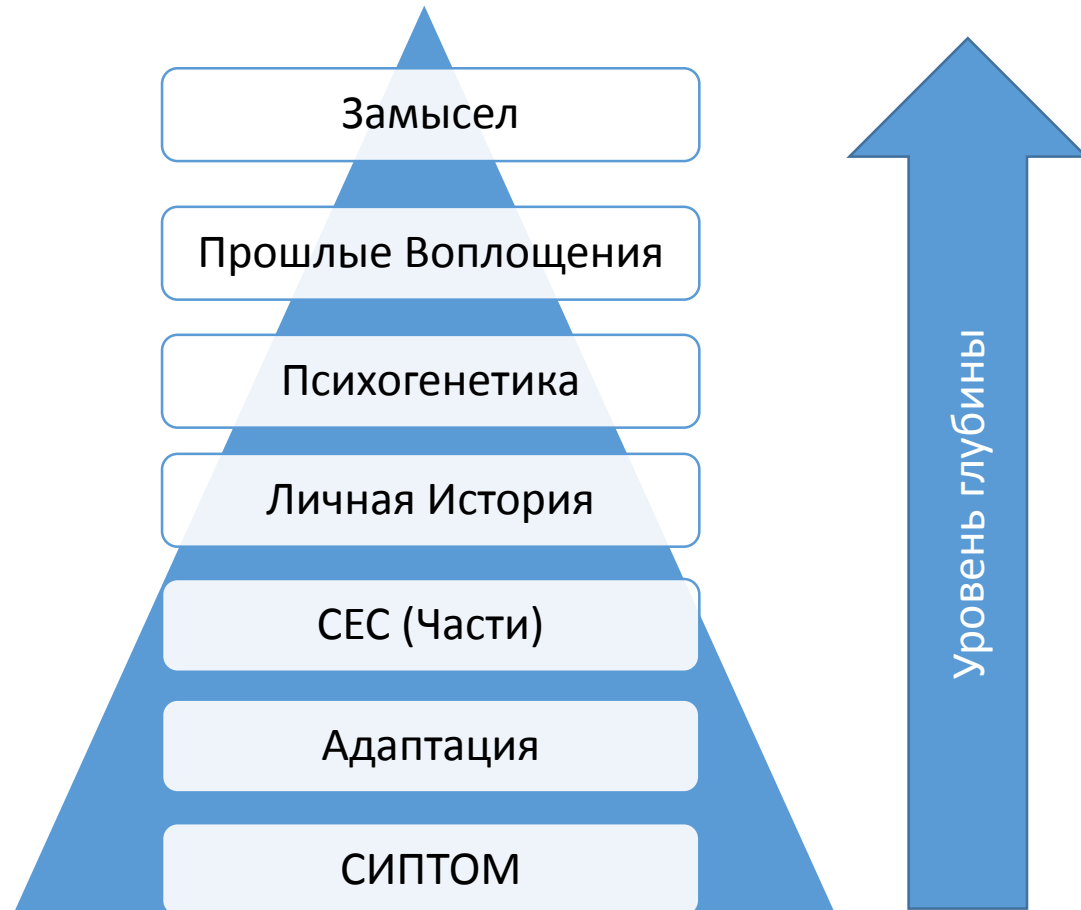 Замысел
Прошлые Воплощения
Психогенетика
Личная История
СЕС (Части)
Адаптация
СИПТОМ
Уровень глубины